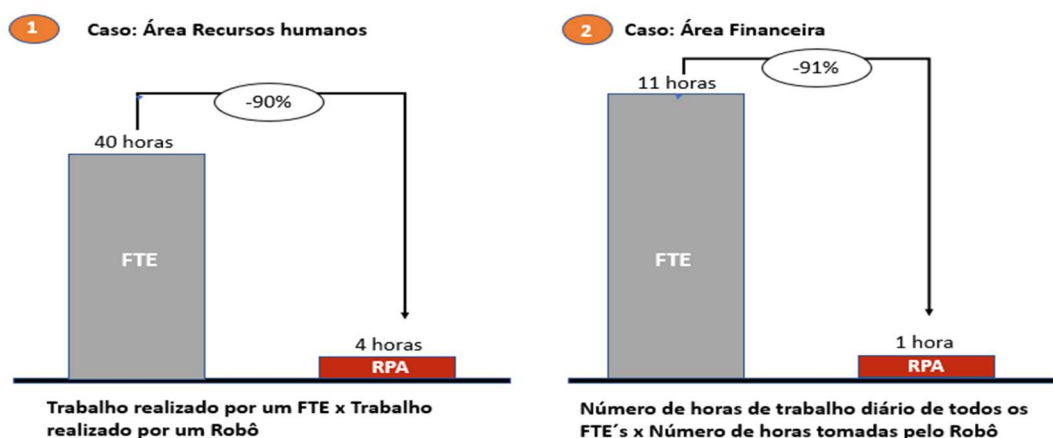 1
Caso: Área Recursos humanos
-90%
40 horas
FTE
4 horas
RPA
Trabalho realizado por um FTE x Trabalho
realizado por um Robô
2
Caso: Área Financeira
-91%
11 horas
FTE
1 hora
RPA
Número de horas de trabalho diário de todos os
FTE´s x Número de horas tomadas pelo Robô